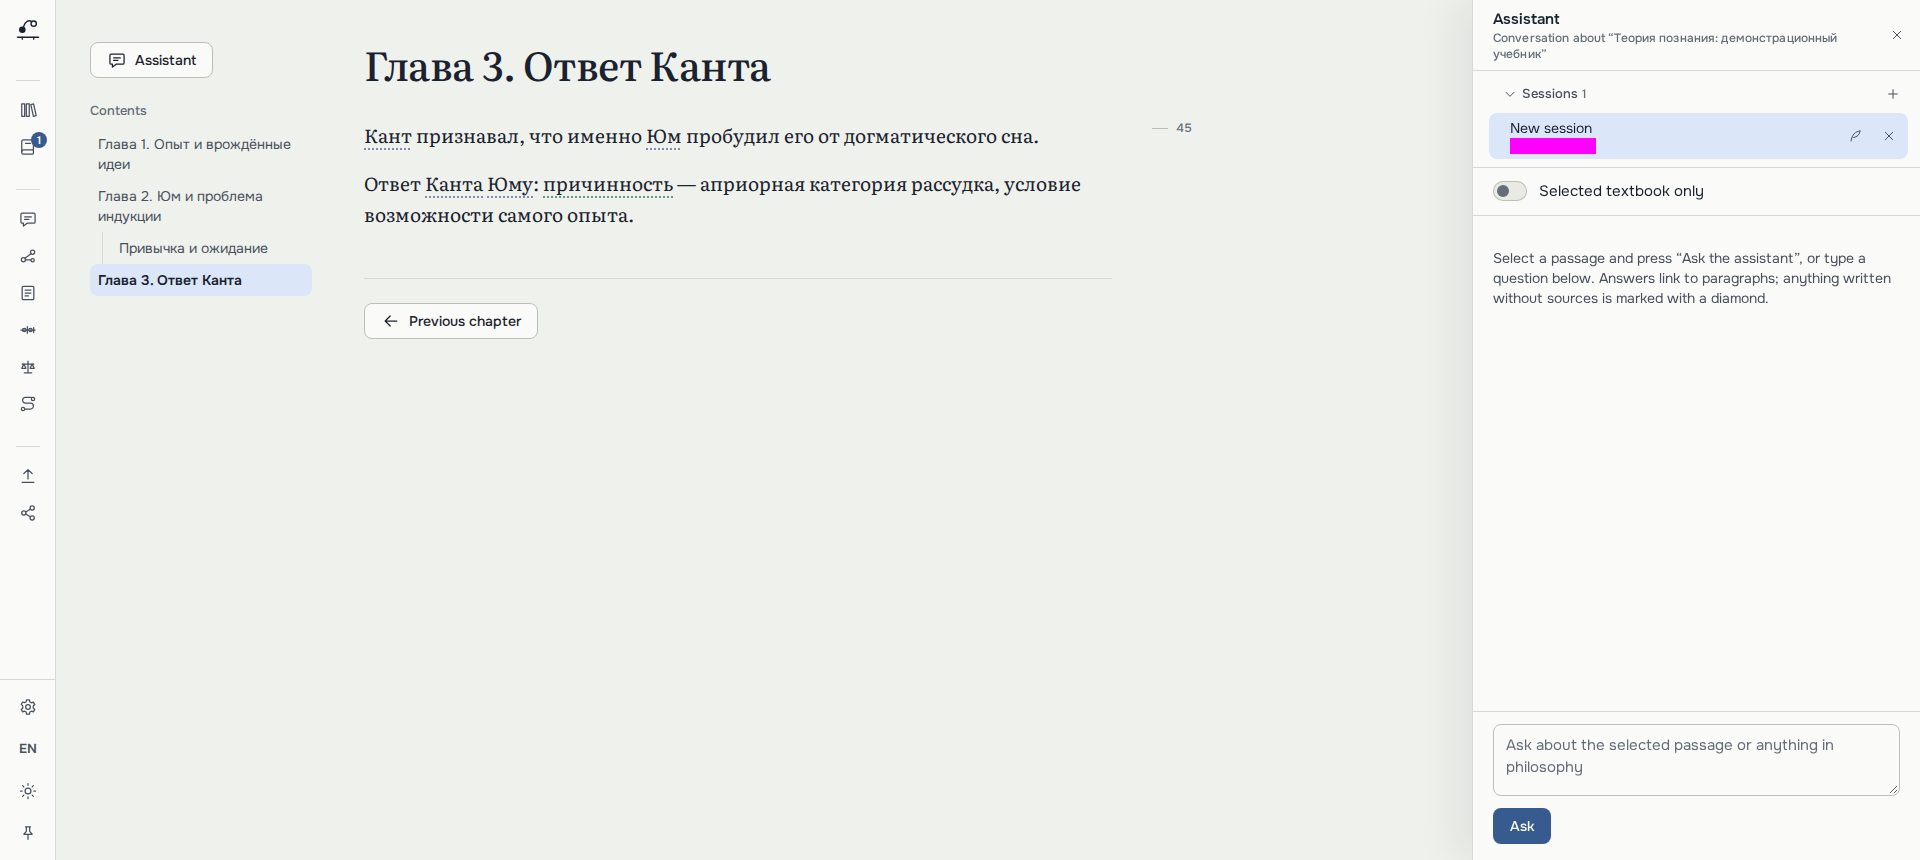 1
EN
Assistant
Contents
Глава 1. Опыт и врождённые
идеи
Глава 2. Юм и проблема
индукции
Привычка и ожидание
Глава 3. Ответ Канта
Глава 3. Ответ Канта
Кант признавал, что именно Юм пробудил его от догматического сна.
45
Ответ Канта Юму: причинность — априорная категория рассудка, условие
возможности самого опыта.
Previous chapter
Assistant
Conversation about “Теория познания: демонстрационный
учебник”
Sessions 1
New session
Selected textbook only
Select a passage and press “Ask the assistant”, or type a
question below. Answers link to paragraphs; anything written
without sources is marked with a diamond.
Ask about the selected passage or anything in
philosophy
Ask